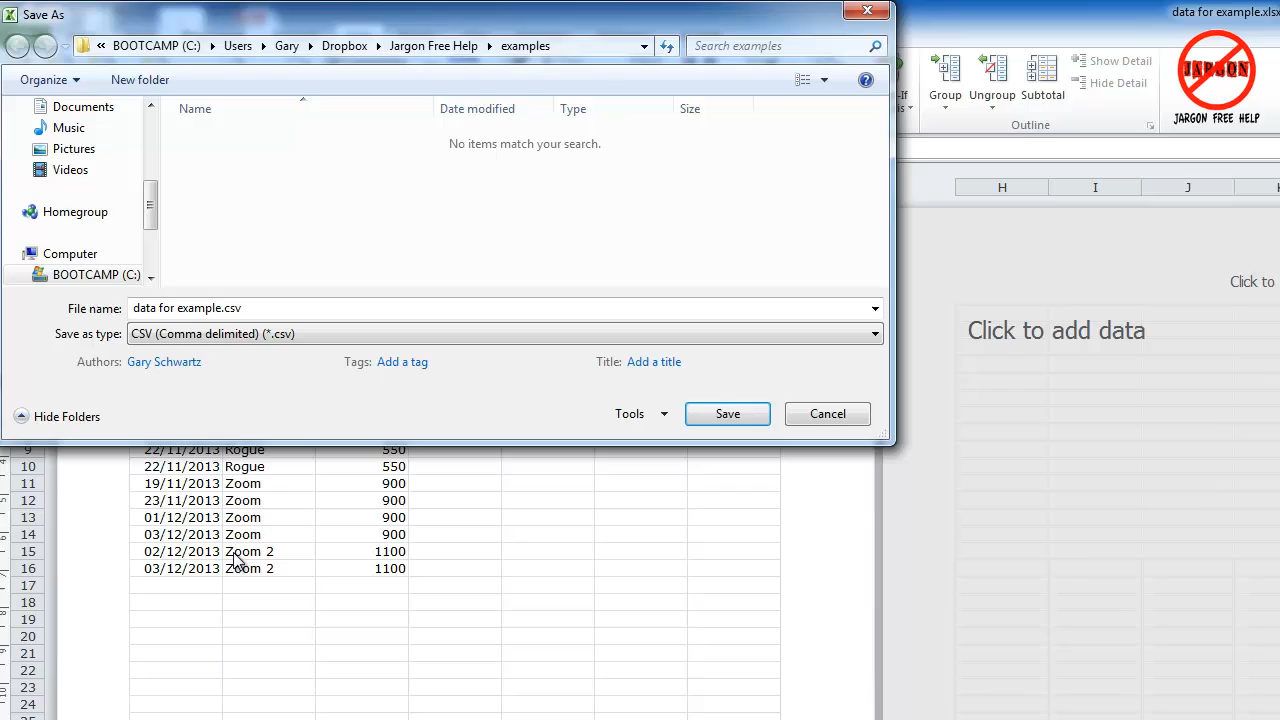 Save As
data for example.xlsx
« BOOTCAMP (C:) Users Gary Dropbox Jargon Free Help examples
Search examples
Organize New folder
Documents
Music
Pictures
Videos
Homegroup
Computer
BOOTCAMP (C:)
Name Date modified Type Size
No items match your search.
File name: data for example.csv
Save as type: CSV (Comma delimited) (*.csv)
Authors: Gary Schwartz Tags: Add a tag Title: Add a title
Hide Folders Tools Save Cancel
Group Ungroup Subtotal
Show Detail
Hide Detail
Outline
JARGON
JARGON FREE HELP
H I J
Click to
Click to add data
9 22/11/2013 Rogue 550
10 22/11/2013 Rogue 550
11 19/11/2013 Zoom 900
12 23/11/2013 Zoom 900
13 01/12/2013 Zoom 900
14 03/12/2013 Zoom 900
15 02/12/2013 Zoom 2 1100
16 03/12/2013 Zoom 2 1100
17
18
19
20
21
22
23
24